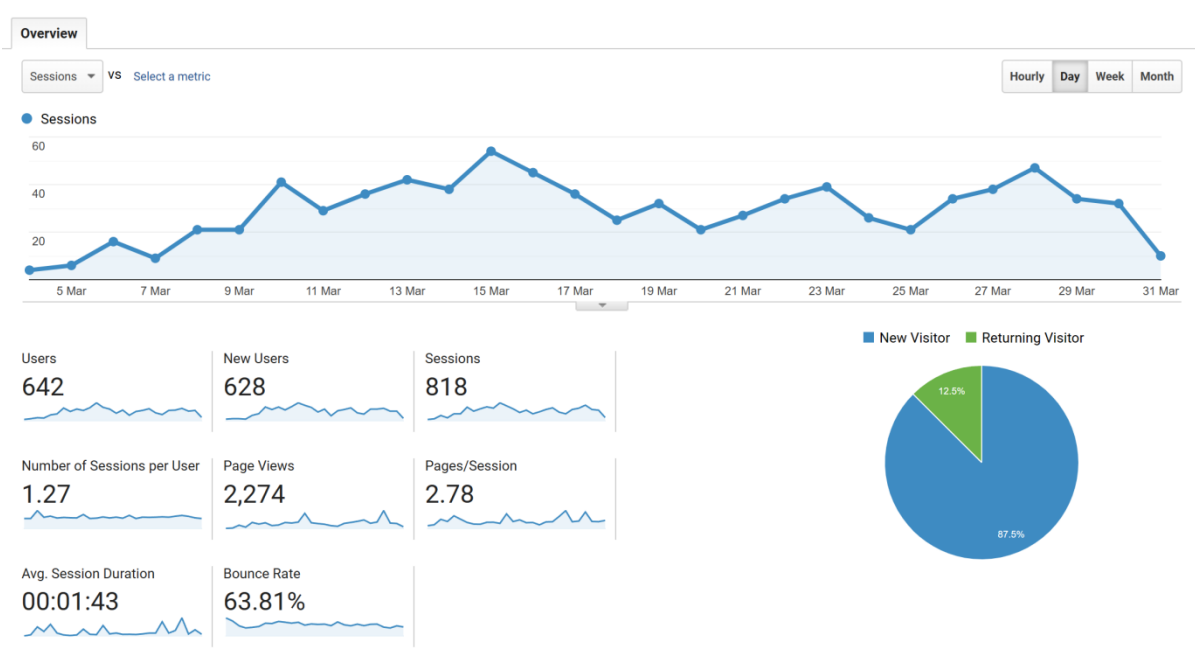 Overview
Sessions VS Select a metric
Hourly Day Week Month
Sessions
60
40
20
5 Mar 7 Mar 9 Mar 11 Mar 13 Mar 15 Mar 17 Mar 19 Mar 21 Mar 23 Mar 25 Mar 27 Mar 29 Mar 31 Mar
New Visitor Returning Visitor
Users New Users Sessions
642 628 818
12.5%
Number of Sessions per User Page Views Pages/Session
1.27 2,274 2.78
87.5%
Avg. Session Duration Bounce Rate
00:01:43 63.81%